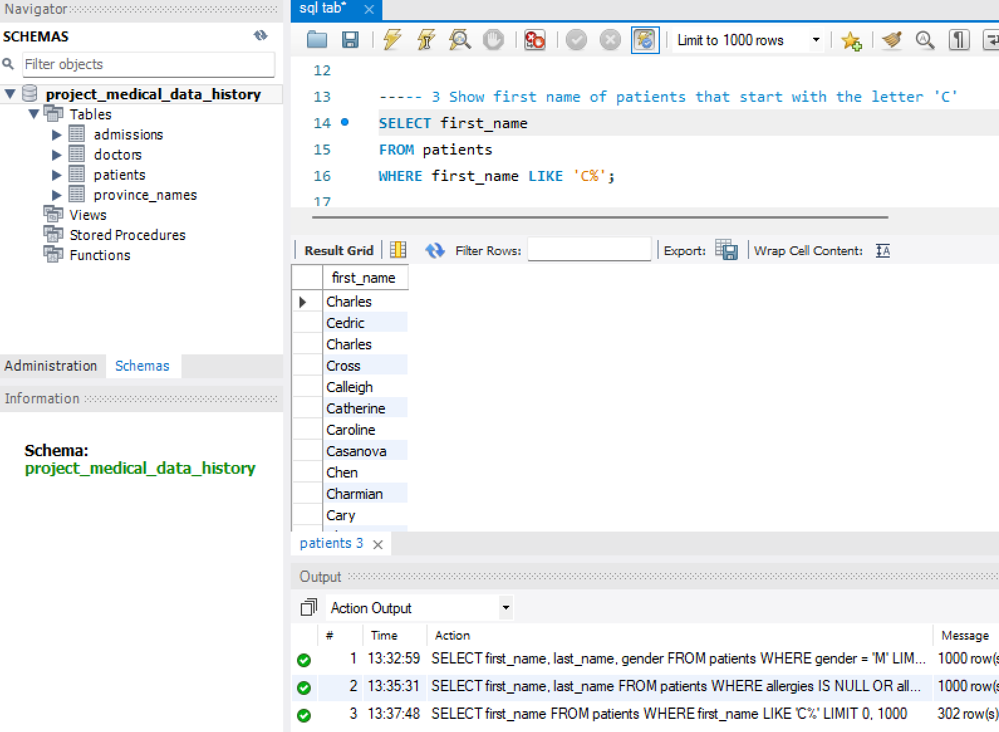 Navigator
SCHEMAS
Filter objects
project_medical_data_history
Tables
admissions
doctors
patients
province_names
Views
Stored Procedures
Functions
Administration Schemas
Information
Schema:
project_medical_data_history
sql tab*
Limit to 1000 rows
12
13 ----- 3 Show first name of patients that start with the letter 'C'
14 SELECT first_name
15 FROM patients
16 WHERE first_name LIKE 'C%';
17
Result Grid Filter Rows: Export: Wrap Cell Content:
first_name
Charles
Cedric
Charles
Cross
Calleigh
Catherine
Caroline
Casanova
Chen
Charmian
Cary
patients 3
Output
Action Output
# Time Action Message
1 13:32:59 SELECT first_name, last_name, gender FROM patients WHERE gender = 'M' LIM... 1000 row(s
2 13:35:31 SELECT first_name, last_name FROM patients WHERE allergies IS NULL OR all... 1000 row(s
3 13:37:48 SELECT first_name FROM patients WHERE first_name LIKE 'C%' LIMIT 0, 1000 302 row(s)